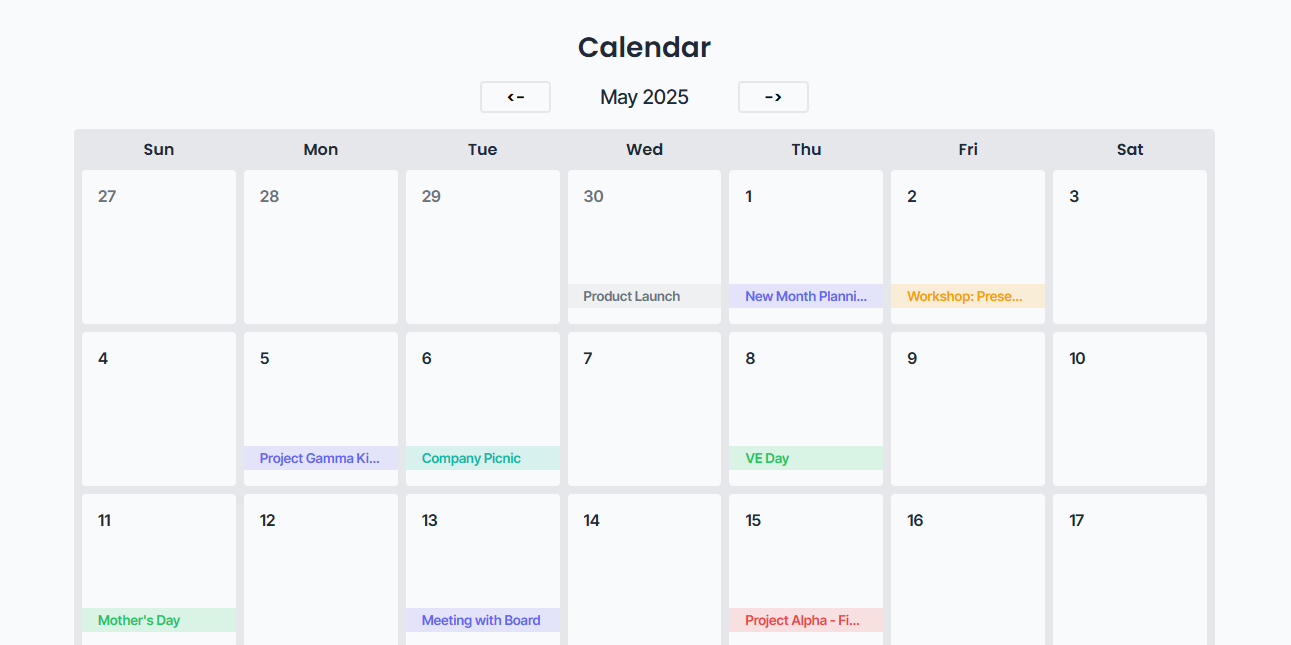 Calendar
<- May 2025 ->
Sun Mon Tue Wed Thu Fri Sat
27 28 29 30 1 2 3
Product Launch New Month Planni... Workshop: Prese...
4 5 6 7 8 9 10
Project Gamma Ki... Company Picnic VE Day
11 12 13 14 15 16 17
Mother's Day Meeting with Board Project Alpha - Fi...